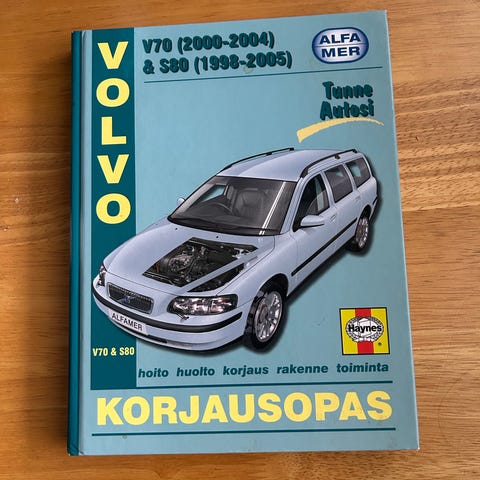 VOLVO
V70 (2000-2004)
& S80 (1998-2005)
ALFA
MER
Tunne
Autosi
ALFAMER
Haynes
®
V70 & S80
hoito huolto korjaus rakenne toiminta
KORJAUSOPAS